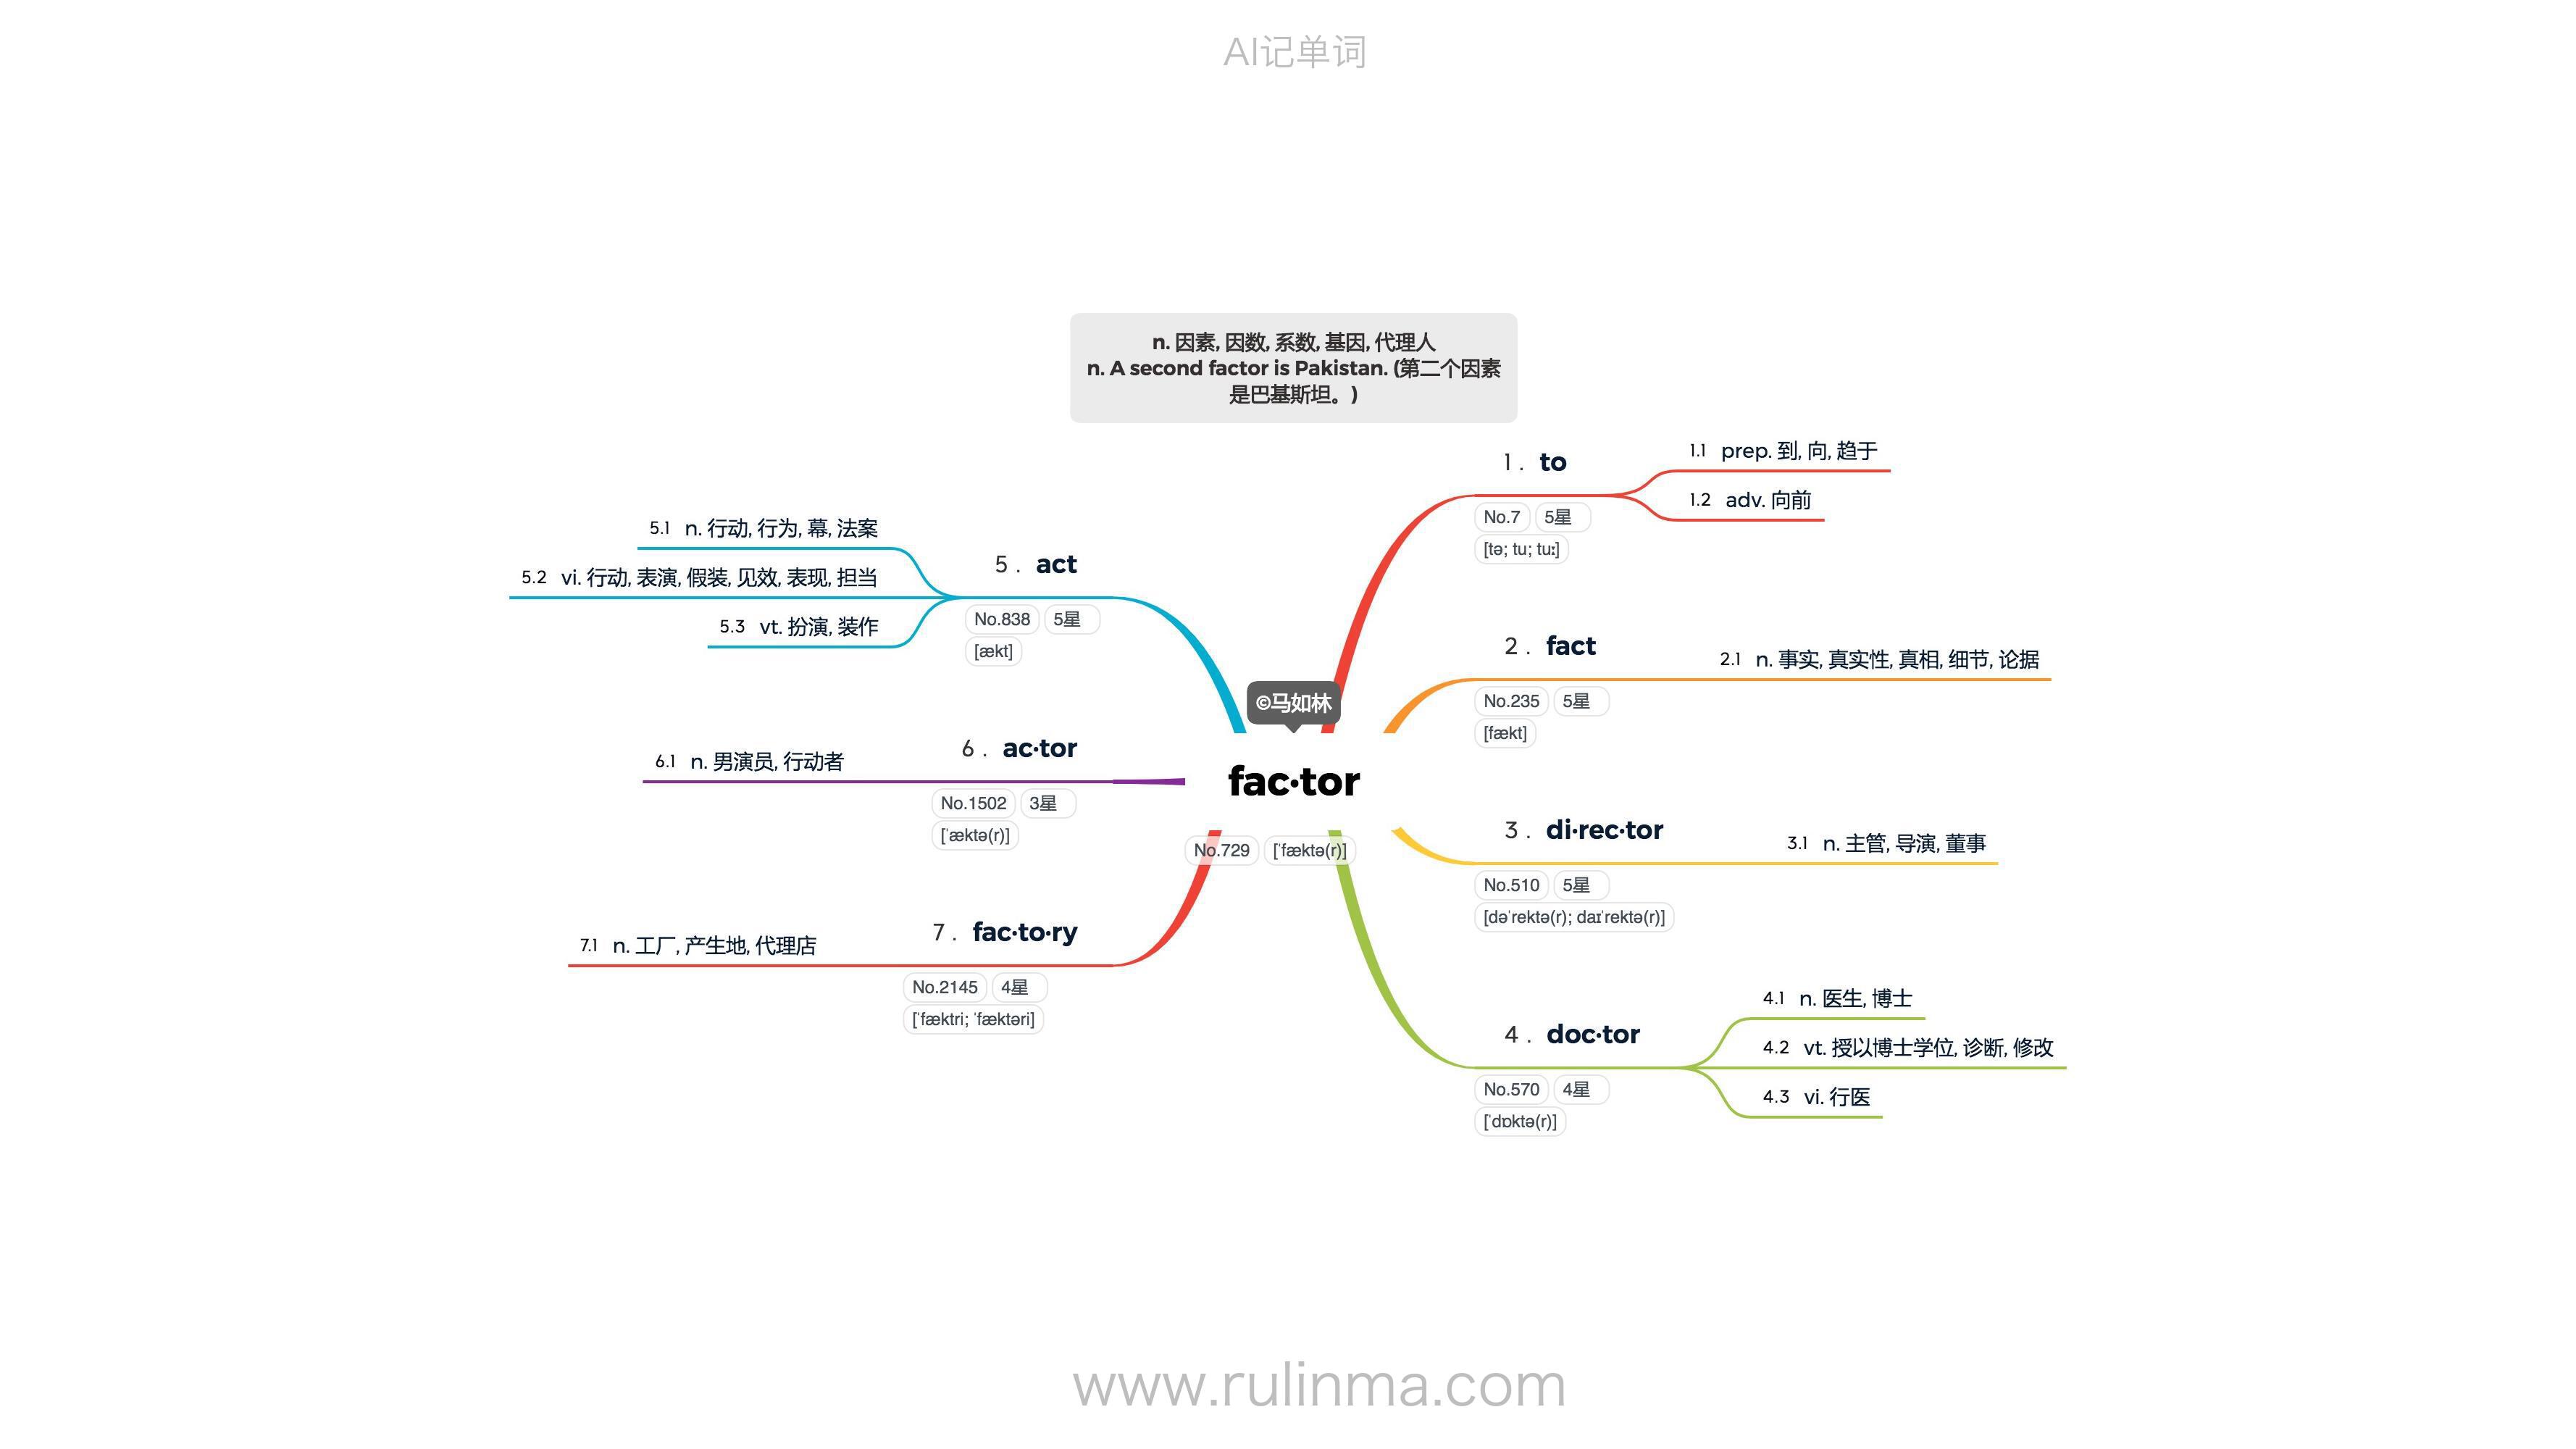 AI记单词
n. 因素, 因数, 系数, 基因, 代理人
n. A second factor is Pakistan. (第二个因素
是巴基斯坦。)
©马如林
fac·tor
No.729 [ˈfæktə(r)]
1 . to
No.7 5星
[tə; tu; tuː]
1.1 prep. 到, 向, 趋于
1.2 adv. 向前
2 . fact
No.235 5星
[fækt]
2.1 n. 事实, 真实性, 真相, 细节, 论据
3 . di·rec·tor
No.510 5星
[dəˈrektə(r); daɪˈrektə(r)]
3.1 n. 主管, 导演, 董事
4 . doc·tor
No.570 4星
[ˈdɒktə(r)]
4.1 n. 医生, 博士
4.2 vt. 授以博士学位, 诊断, 修改
4.3 vi. 行医
5 . act
No.838 5星
[ækt]
5.1 n. 行动, 行为, 幕, 法案
5.2 vi. 行动, 表演, 假装, 见效, 表现, 担当
5.3 vt. 扮演, 装作
6 . ac·tor
No.1502 3星
[ˈæktə(r)]
6.1 n. 男演员, 行动者
7 . fac·to·ry
No.2145 4星
[ˈfæktri; ˈfæktəri]
7.1 n. 工厂, 产生地, 代理店
www.rulinma.com